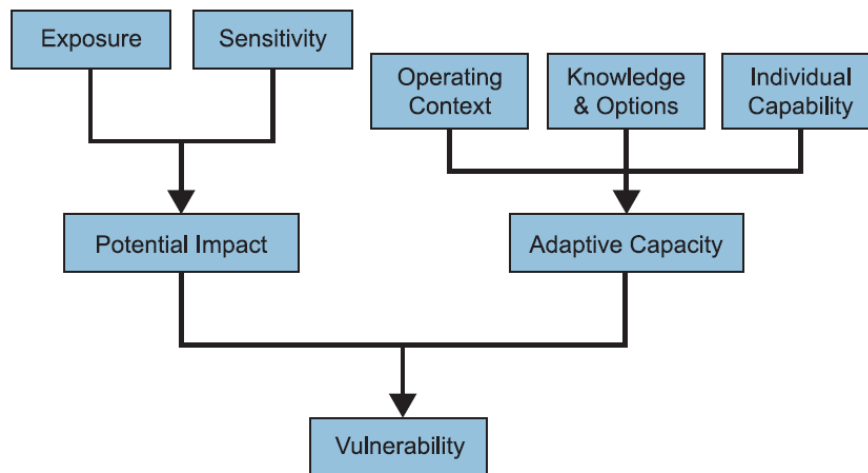 Exposure
Sensitivity
Operating
Context
Knowledge
& Options
Individual
Capability
Potential Impact
Adaptive Capacity
Vulnerability